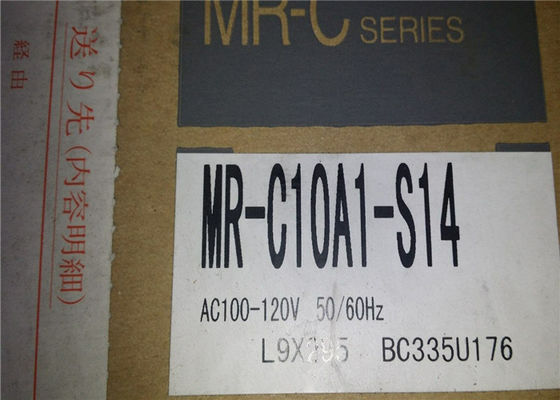 MR-C SERIES
MR-C10A1-S14
AC100-120V 50/60Hz
L9X295 BC335U176
送り先(内容明細)
経由